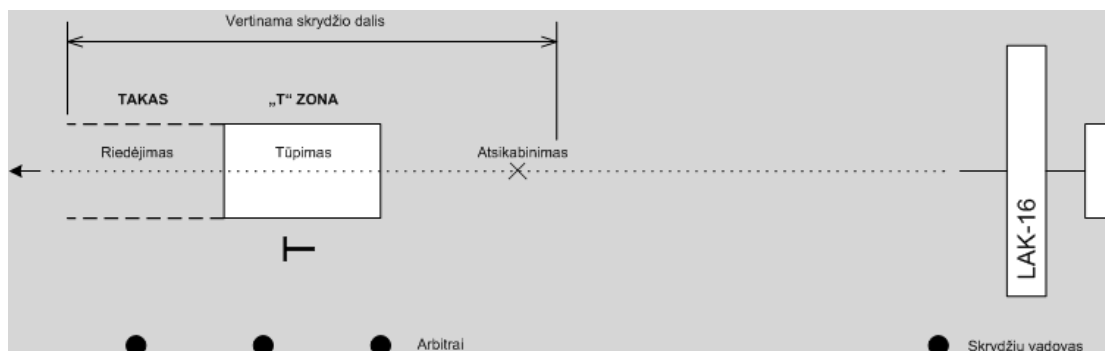 Vertinama skrydžio dalis
TAKAS
„T“ ZONA
Riedėjimas
Tūpimas
Atsikabinimas
LAK-16
T
Arbitrai
Skrydžių vadovas